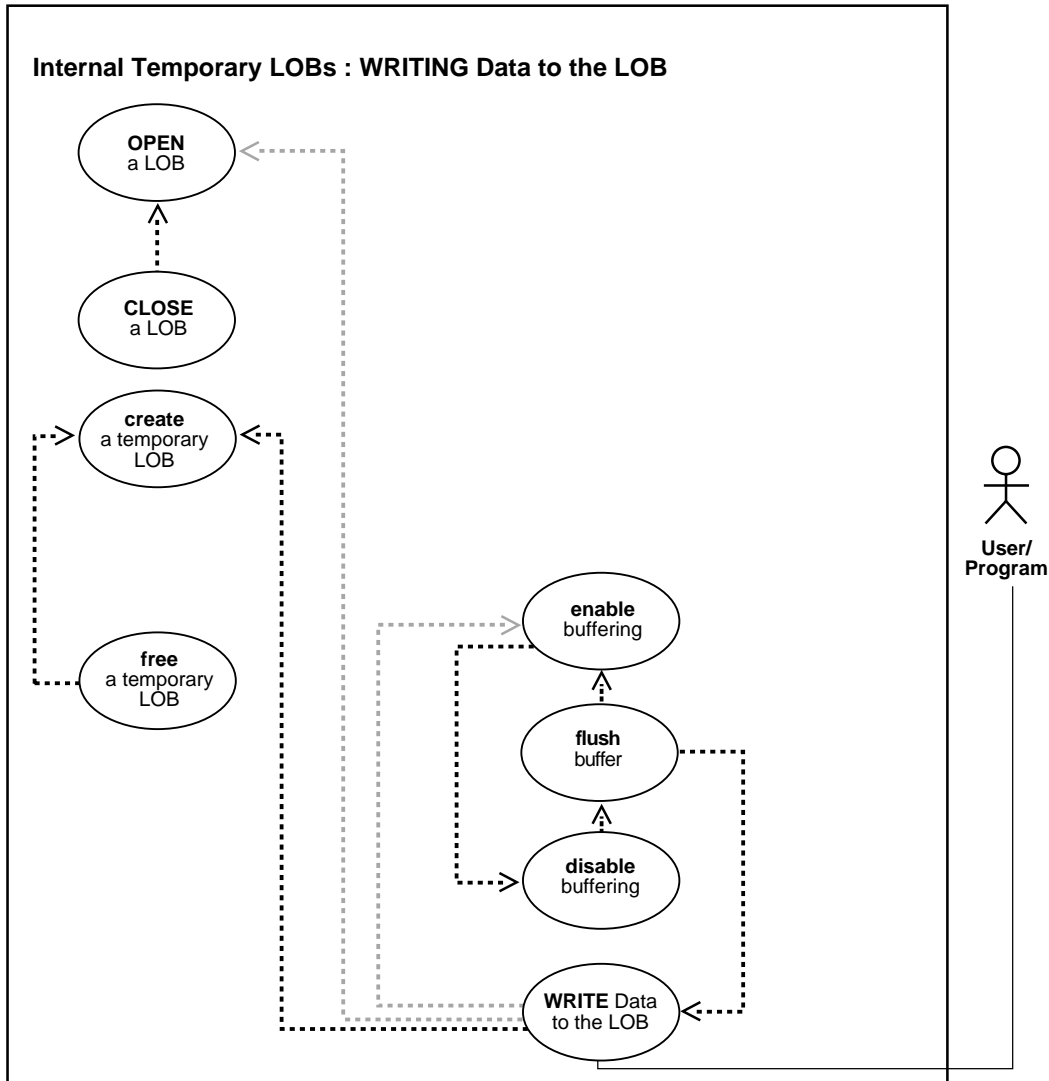 Internal Temporary LOBs : WRITING Data to the LOB
OPEN
a LOB
CLOSE
a LOB
create
a temporary
LOB
User/
Program
enable
buffering
free
a temporary
LOB
flush
buffer
disable
buffering
WRITE Data
to the LOB